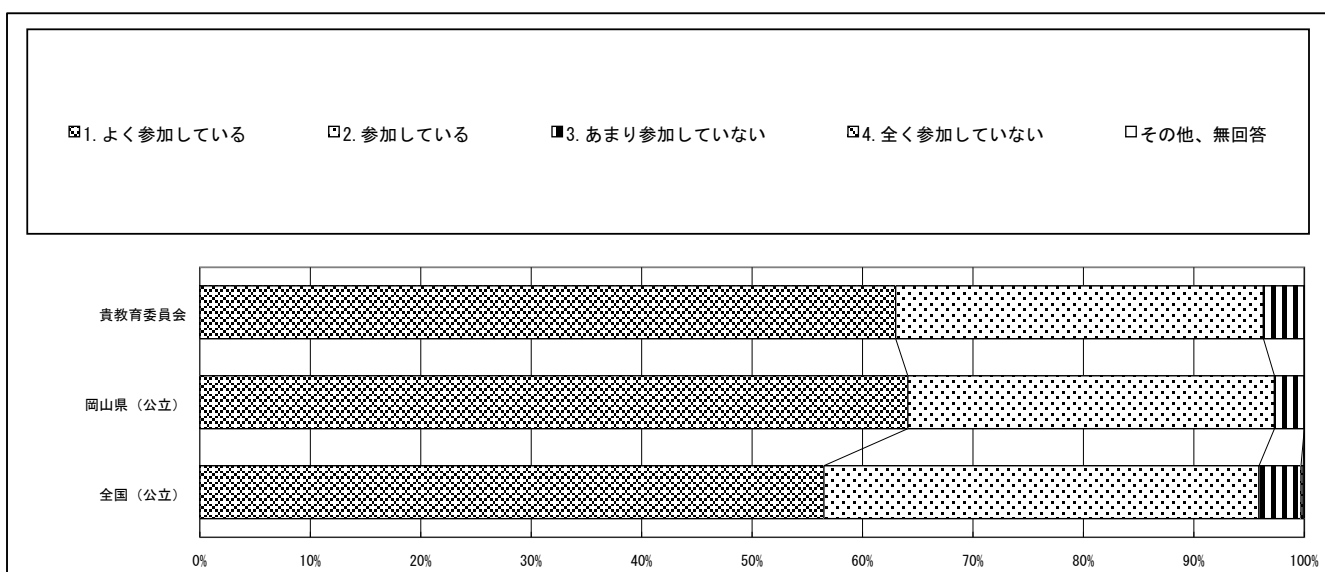 1. よく参加している 2. 参加している 3. あまり参加していない 4. 全く参加していない その他、無回答
貴教育委員会
岡山県（公立）
全国（公立）
0% 10% 20% 30% 40% 50% 60% 70% 80% 90% 100%